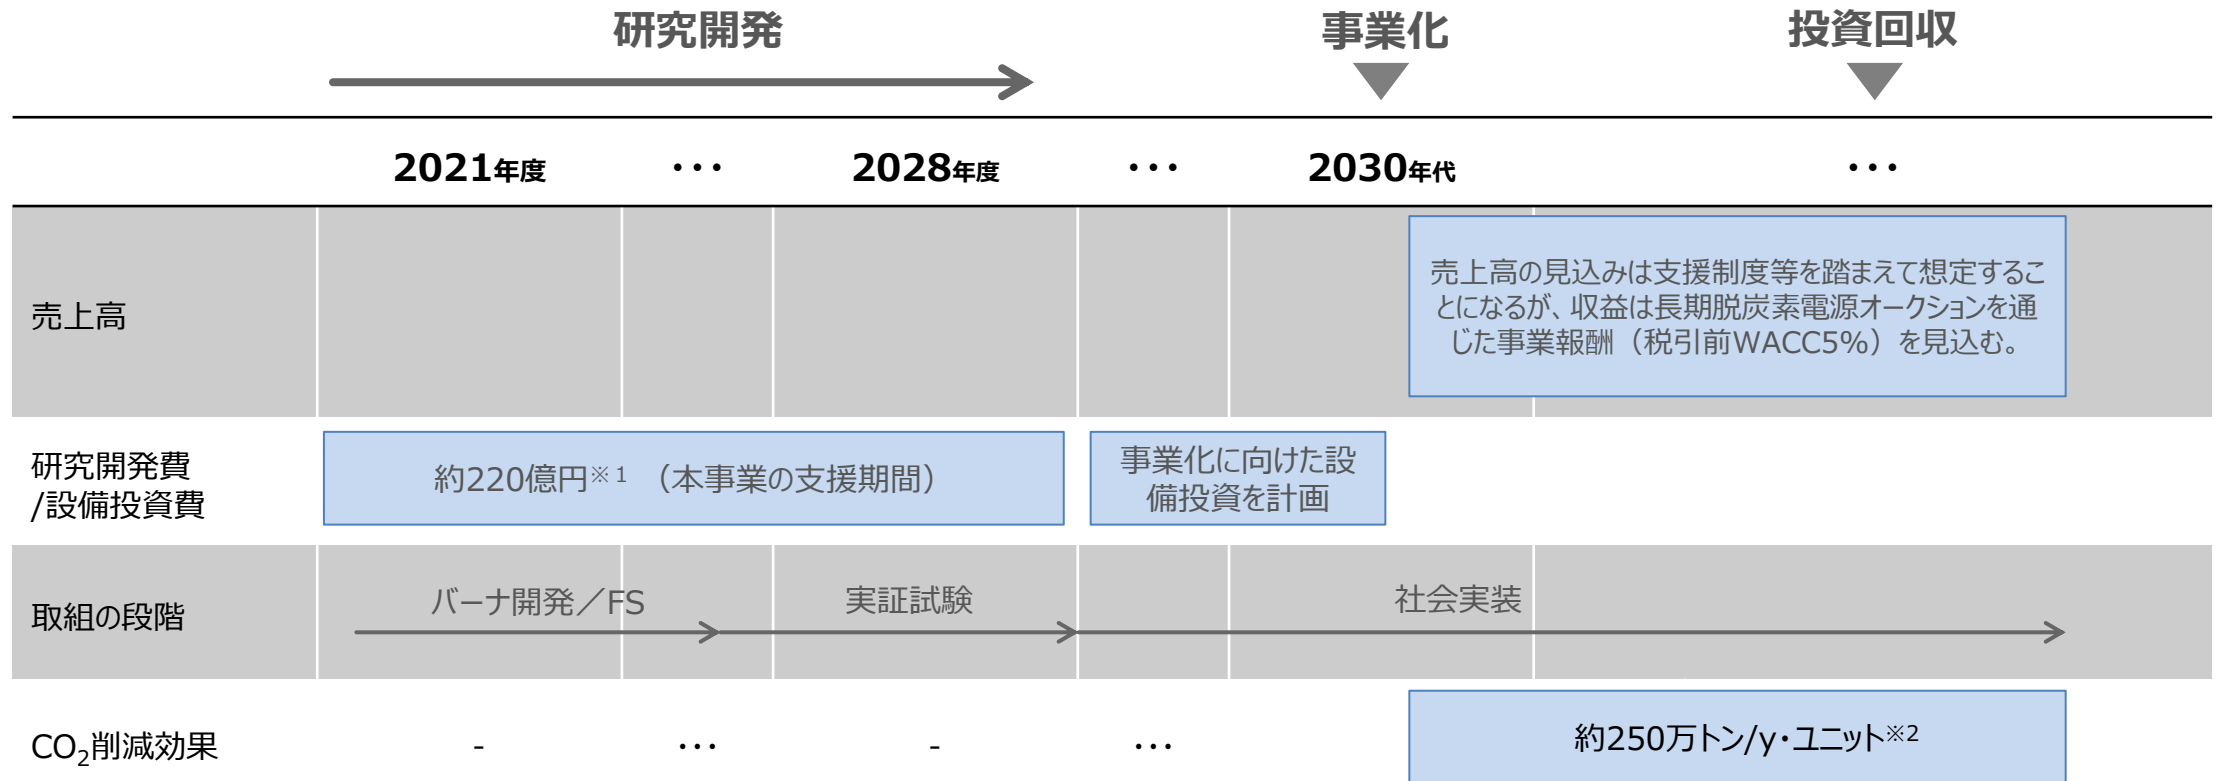 研究開発
事業化
投資回収
2021年度
･･･
2028年度
･･･
2030年代
･･･
売上高
売上高の見込みは支援制度等を踏まえて想定するこ
とになるが、収益は長期脱炭素電源オークションを通
じた事業報酬（税引前WACC5%）を見込む。
研究開発費
/設備投資費
約220億円※1 （本事業の支援期間）
事業化に向けた設
備投資を計画
取組の段階
バーナ開発／FS
実証試験
社会実装
CO2削減効果
-
･･･
-
･･･
約250万トン/y・ユニット※2